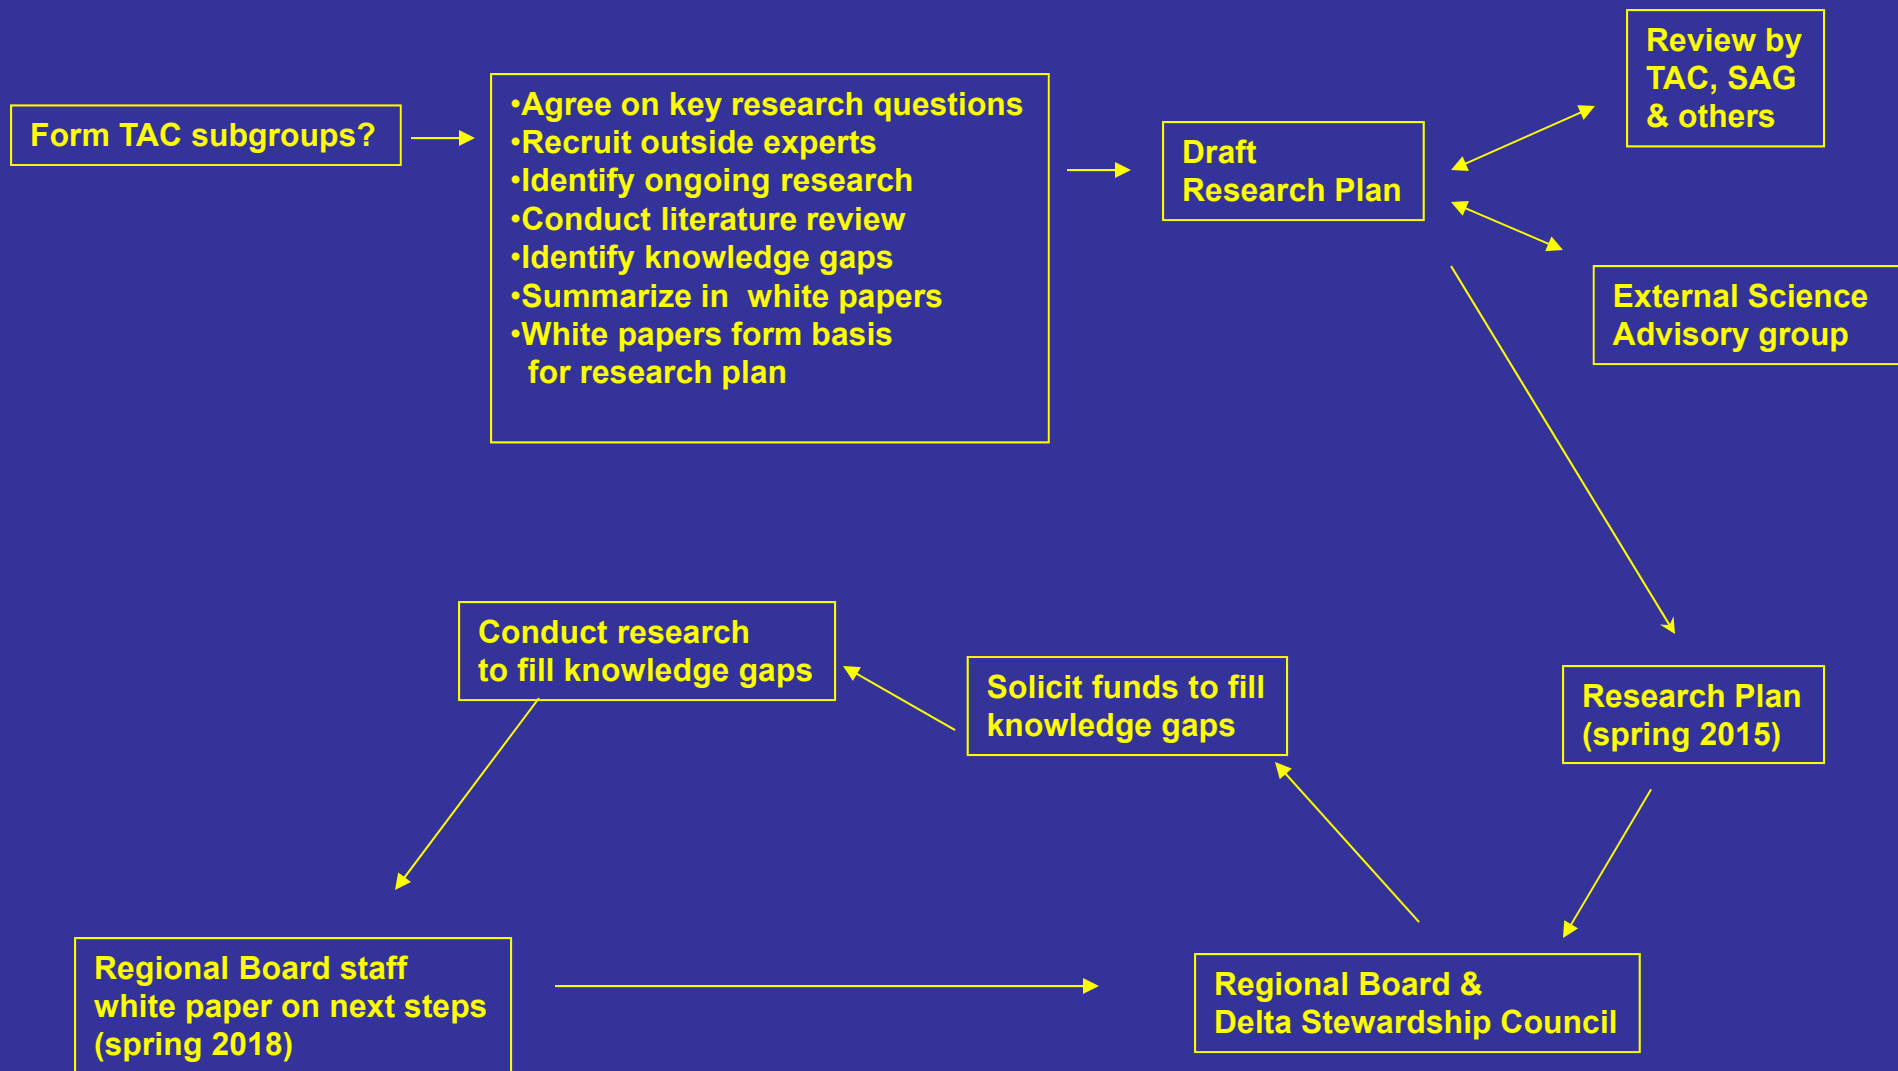 Form TAC subgroups?
•Agree on key research questions
•Recruit outside experts
•Identify ongoing research
•Conduct literature review
•Identify knowledge gaps
•Summarize in  white papers
•White papers form basis
for research plan
Draft
Research Plan
Review by
TAC, SAG
& others
External Science
Advisory group
Research Plan
(spring 2015)
Regional Board &
Delta Stewardship Council
Solicit funds to fill
knowledge gaps
Conduct research
to fill knowledge gaps
Regional Board staff
white paper on next steps
(spring 2018)